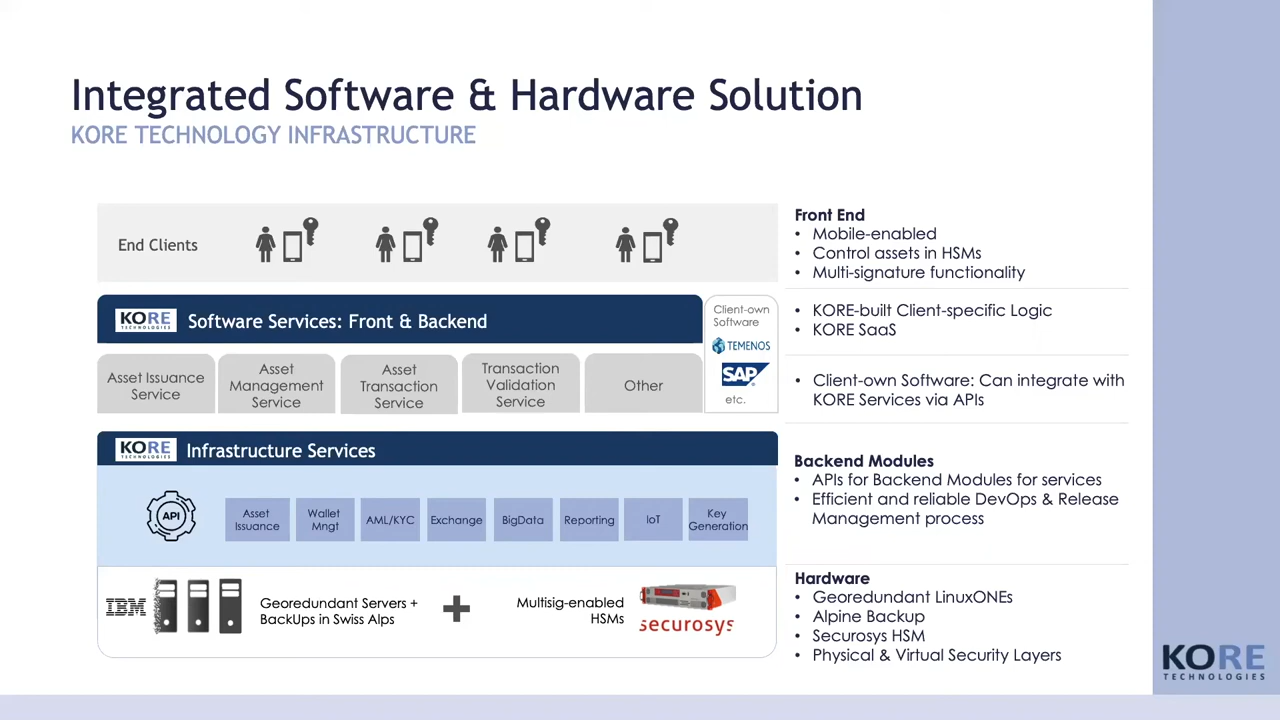 Integrated Software & Hardware Solution
KORE TECHNOLOGY INFRASTRUCTURE
End Clients
KORE
TECHNOLOGIES
Software Services: Front & Backend
Client-own
Software
TEMENOS
SAP
etc.
Asset Issuance
Service
Asset
Management
Service
Asset
Transaction
Service
Transaction
Validation
Service
Other
KORE
TECHNOLOGIES
Infrastructure Services
API
Asset
Issuance
Wallet
Mngt
AML/KYC
Exchange
BigData
Reporting
IoT
Key
Generation
IBM
Georedundant Servers +
BackUps in Swiss Alps
Multisig-enabled
HSMs
securosys
Front End
• Mobile-enabled
• Control assets in HSMs
• Multi-signature functionality
• KORE-built Client-specific Logic
• KORE SaaS
• Client-own Software: Can integrate with
KORE Services via APIs
Backend Modules
• APIs for Backend Modules for services
• Efficient and reliable DevOps & Release
Management process
Hardware
• Georedundant LinuxONEs
• Alpine Backup
• Securosys HSM
• Physical & Virtual Security Layers
KORE
TECHNOLOGIES